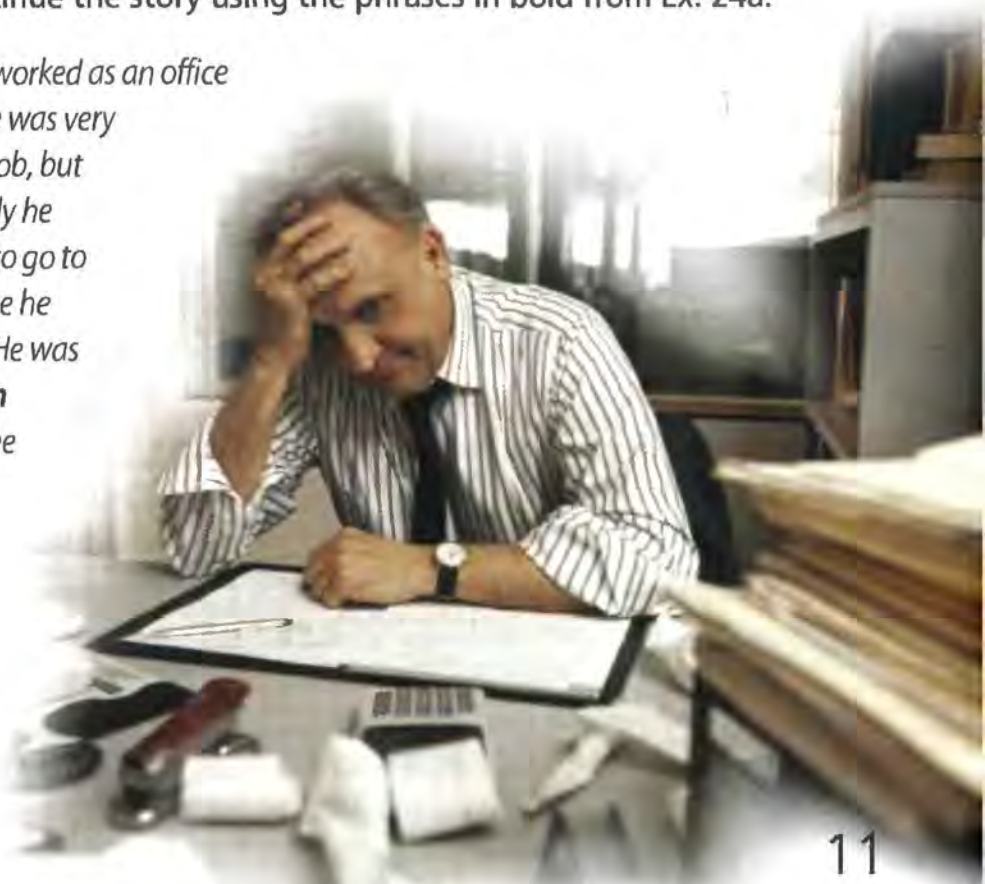 tinue the story using the phrases in bold from Ex. 24a.
worked as an office
e was very
ob, but
ly he
to go to
e he
He was
n
e
11